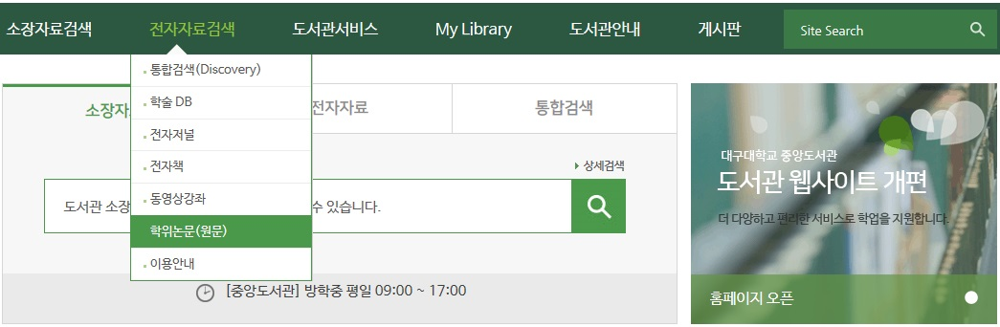 소장자료검색
전자자료검색
도서관서비스
My Library
도서관안내
게시판
Site Search
통합검색(Discovery)
학술 DB
전자저널
전자책
동영상강좌
학위논문(원문)
이용안내
소장자
전자자료
통합검색
상세검색
도서관 소장
수 있습니다.
[중앙도서관] 방학중 평일 09:00 ~ 17:00
대구대학교 중앙도서관
도서관 웹사이트 개편
더 다양하고 편리한 서비스로 학업을 지원합니다.
홈페이지 오픈